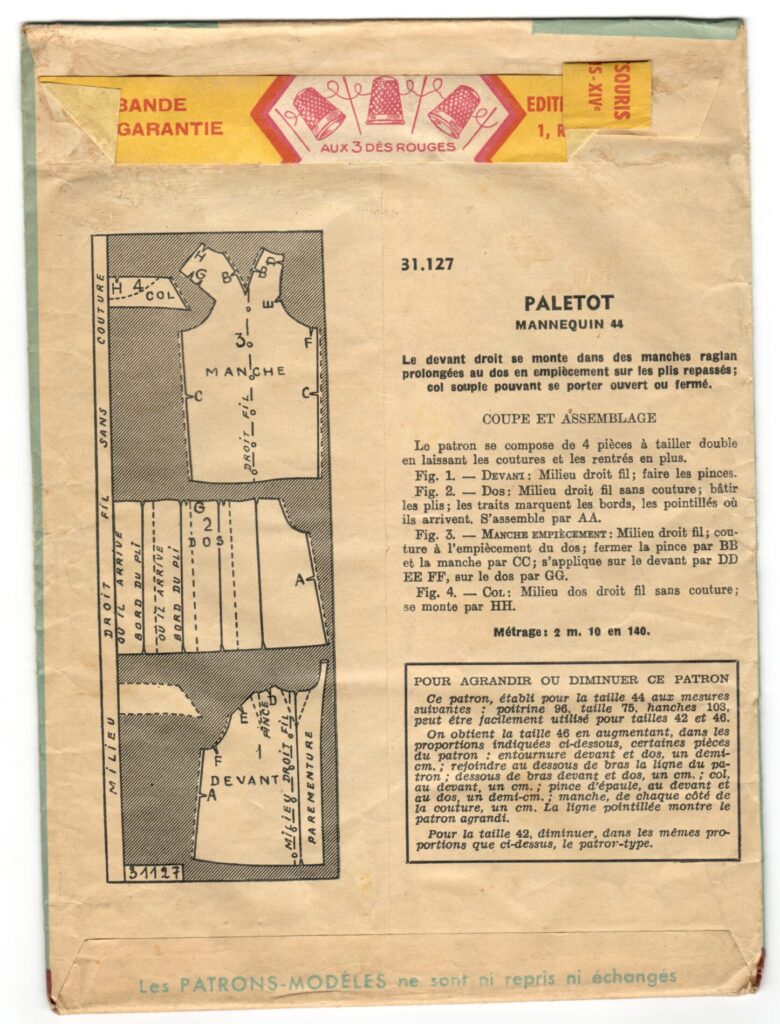 BANDE
GARANTIE
AUX 3 DÉS ROUGES
EDITI
1, R
SOURIS
S-XIVe
MILIEU DROIT FIL SANS COUTURE
H 4
COL
H
G
B
B
D
E
3
F
MANCHE
C
C
DROIT FIL
G
2
DOS
A
OU IL ARRIVE
BORD DU PLI
OU IL ARRIVE
BORD DU PLI
D
E
PINCE
1
F
DEVANT
A
MILIEU DROIT FIL
PAREMENTURE
31127
31.127
PALETOT
MANNEQUIN 44
Le devant droit se monte dans des manches raglan
prolongées au dos en empiècement sur les plis repassés;
col souple pouvant se porter ouvert ou fermé.
COUPE ET ASSEMBLAGE
Le patron se compose de 4 pièces à tailler double
en laissant les coutures et les rentrés en plus.
Fig. 1. — DEVANT: Milieu droit fil; faire les pinces.
Fig. 2. — DOS: Milieu droit fil sans couture; bâtir
les plis; les traits marquent les bords, les pointillés où
ils arrivent. S'assemble par AA.
Fig. 3. — MANCHE EMPIÈCEMENT: Milieu droit fil; cou-
ture à l'empiècement du dos; fermer la pince par BB
et la manche par CC; s'applique sur le devant par DD
EE FF, sur le dos par GG.
Fig. 4. — COL: Milieu dos droit fil sans couture;
se monte par HH.
Métrage: 2 m. 10 en 140.
POUR AGRANDIR OU DIMINUER CE PATRON
Ce patron, établi pour la taille 44 aux mesures
suivantes : poitrine 96, taille 75, hanches 103,
peut être facilement utilisé pour tailles 42 et 46.
On obtient la taille 46 en augmentant, dans les
proportions indiquées ci-dessous, certaines pièces
du patron : entournure devant et dos, un demi-
cm. ; rejoindre au dessous de bras la ligne du pa-
tron ; dessous de bras devant et dos, un cm. ; col,
au devant, un cm. ; pince d'épaule, au devant et
au dos, un demi-cm. ; manche, de chaque côté de
la couture, un cm. La ligne pointillée montre le
patron agrandi.
Pour la taille 42, diminuer, dans les mêmes pro-
portions que ci-dessus, le patror-type.
Les PATRONS-MODÈLES ne sont ni repris ni échangés